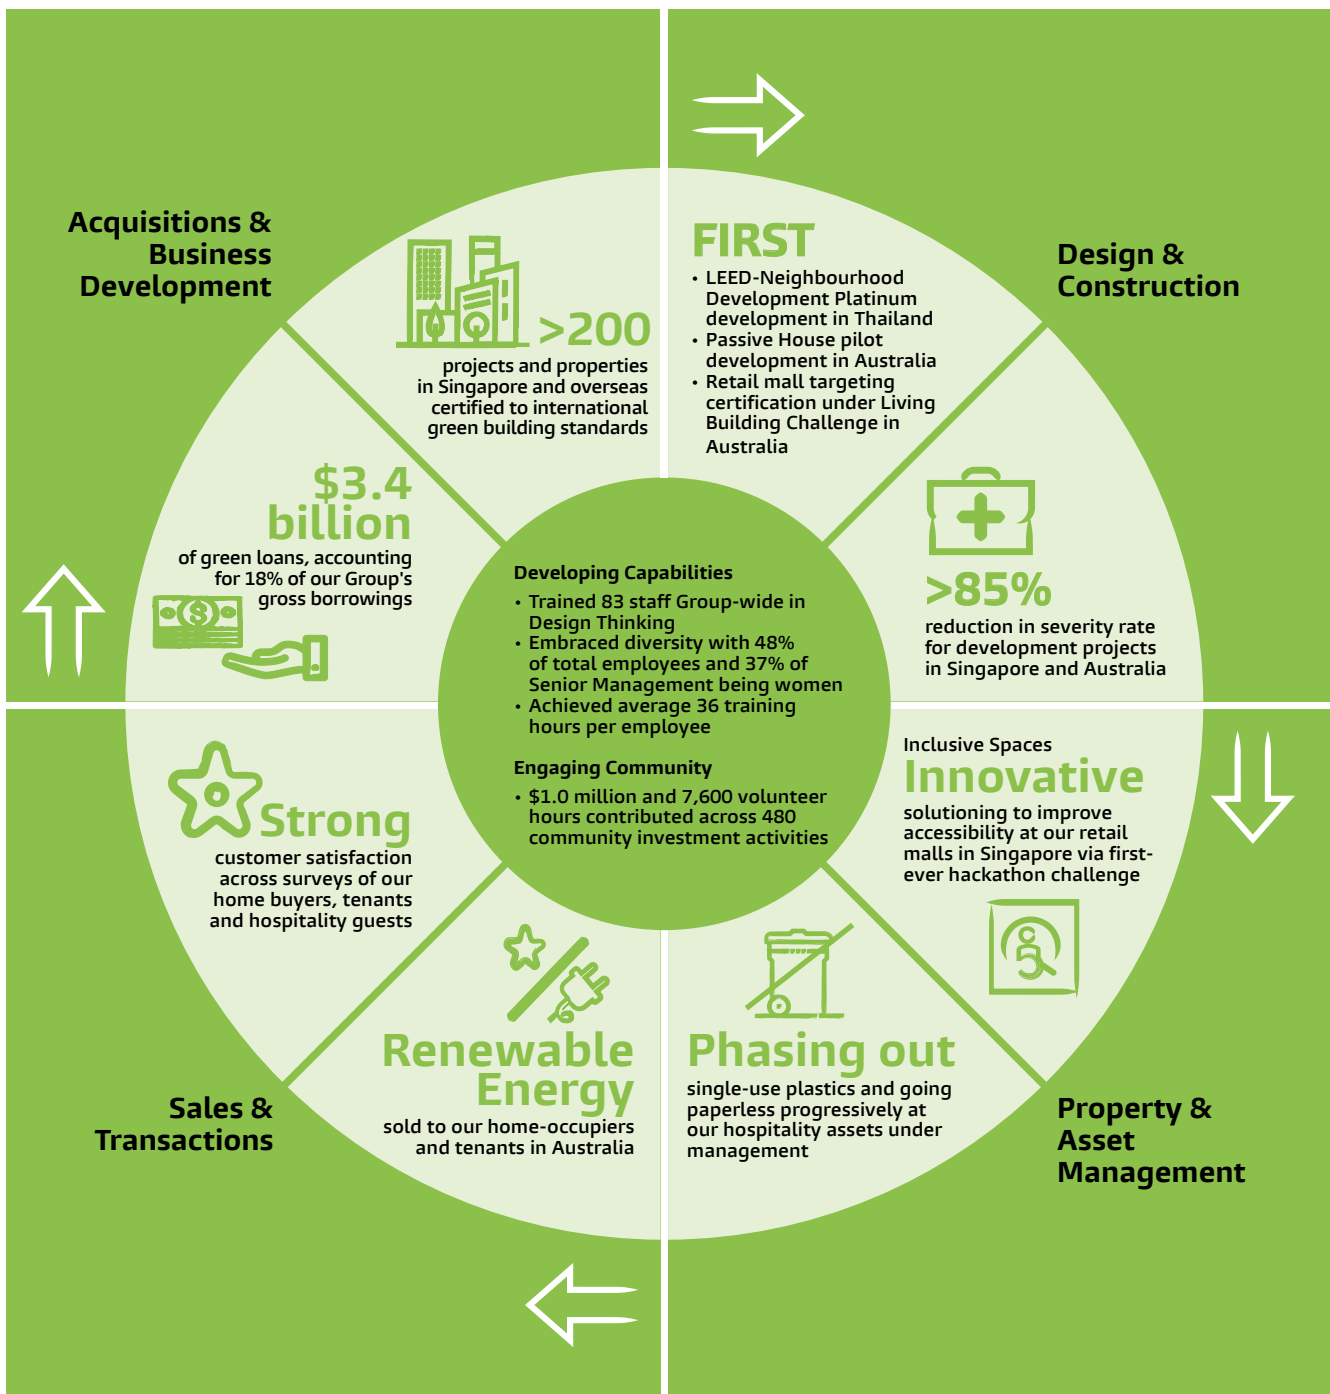 Acquisitions &
Business
Development
>200
projects and properties
in Singapore and overseas
certified to international
green building standards
$3.4
billion
of green loans, accounting
for 18% of our Group's
gross borrowings
$
FIRST
• LEED-Neighbourhood
Development Platinum
development in Thailand
• Passive House pilot
development in Australia
• Retail mall targeting
certification under Living
Building Challenge in
Australia
Design &
Construction
>85%
reduction in severity rate
for development projects
in Singapore and Australia
Developing Capabilities
• Trained 83 staff Group-wide in
Design Thinking
• Embraced diversity with 48%
of total employees and 37% of
Senior Management being women
• Achieved average 36 training
hours per employee
Engaging Community
• $1.0 million and 7,600 volunteer
hours contributed across 480
community investment activities
Inclusive Spaces
Innovative
solutioning to improve
accessibility at our retail
malls in Singapore via first-
ever hackathon challenge
Phasing out
single-use plastics and going
paperless progressively at
our hospitality assets under
management
Property &
Asset
Management
Strong
customer satisfaction
across surveys of our
home buyers, tenants
and hospitality guests
Renewable
Energy
sold to our home-occupiers
and tenants in Australia
Sales &
Transactions